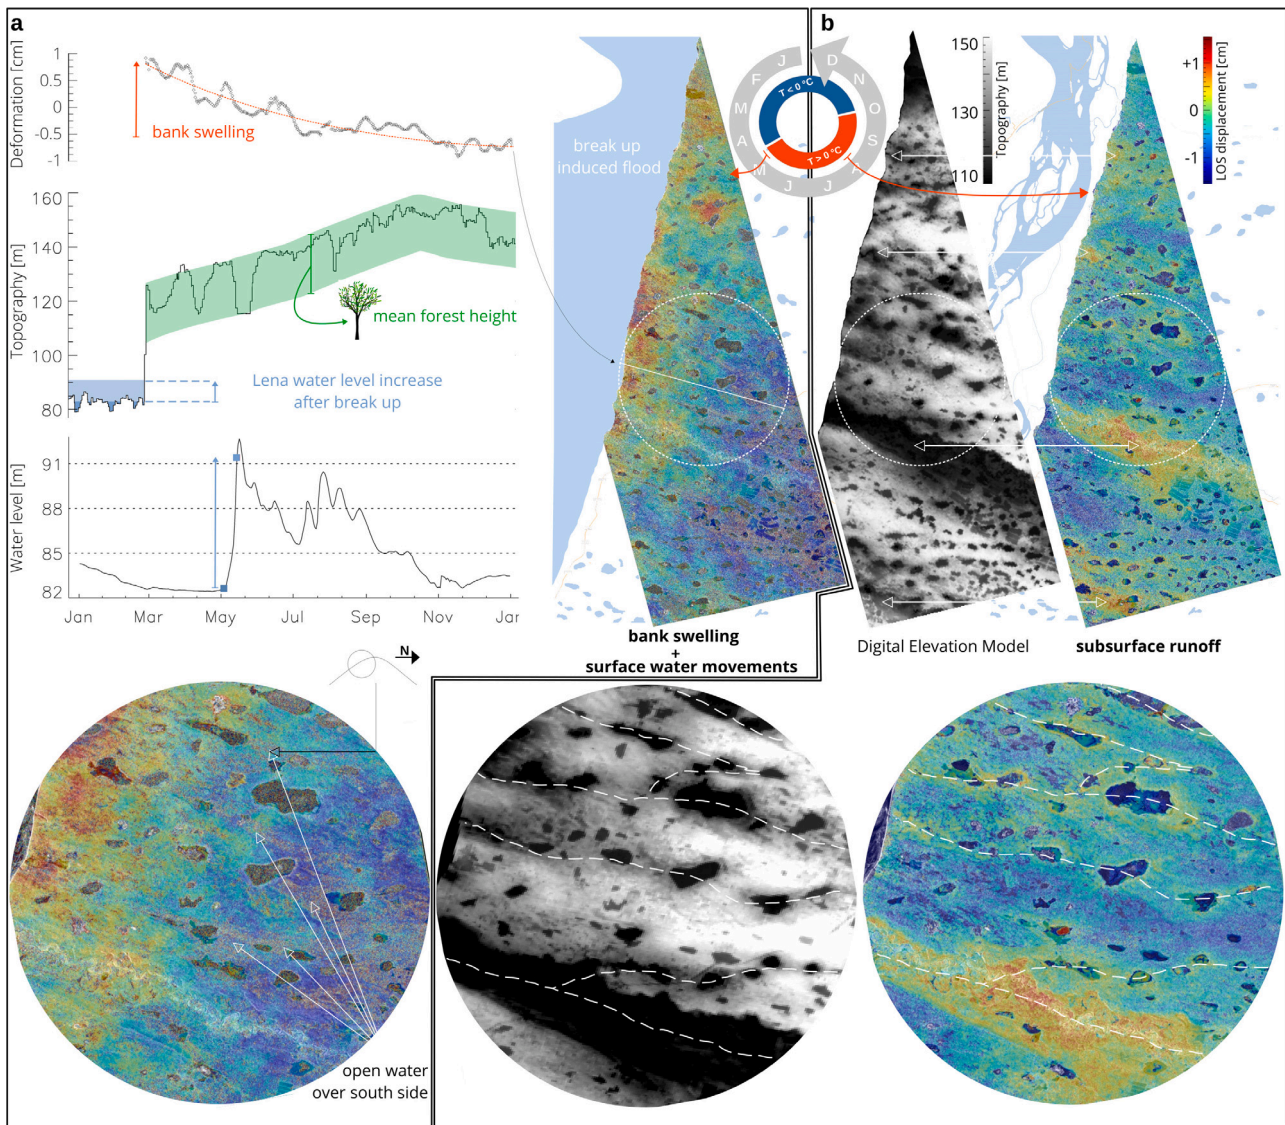 a
Deformation [cm]
1
0.5
0
-0.5
-1
bank swelling
Topography [m]
160
140
120
100
80
mean forest height
Lena water level increase
after break up
Water level [m]
91
88
85
82
Jan
Mar
May
Jul
Sep
Nov
Jar
break up
induced flood
J
F
M
A
M
J
J
A
S
O
N
D
T < 0 °C
T > 0 °C
bank swelling
+
surface water movements
N
open water
over south side
b
150
130
110
Topography [m]
+1
0
-1
LOS displacement [cm]
Digital Elevation Model
subsurface runoff